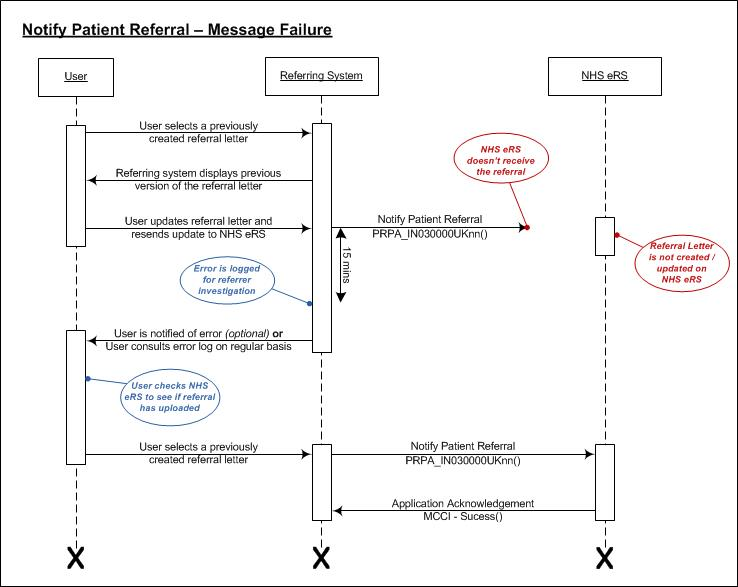 Notify Patient Referral – Message Failure
User
Referring System
NHS eRS
User selects a previously
created referral letter
Referring system displays previous
version of the referral letter
NHS eRS
doesn't receive
the referral
User updates referral letter and
resends update to NHS eRS
Notify Patient Referral
PRPA_IN030000UKnn()
15 mins
Referral Letter
is not created /
updated on
NHS eRS
Error is logged
for referrer
investigation
User is notified of error (optional) or
User consults error log on regular basis
User checks NHS
eRS to see if referral
has uploaded
User selects a previously
created referral letter
Notify Patient Referral
PRPA_IN030000UKnn()
Application Acknowledgement
MCCI - Sucess()